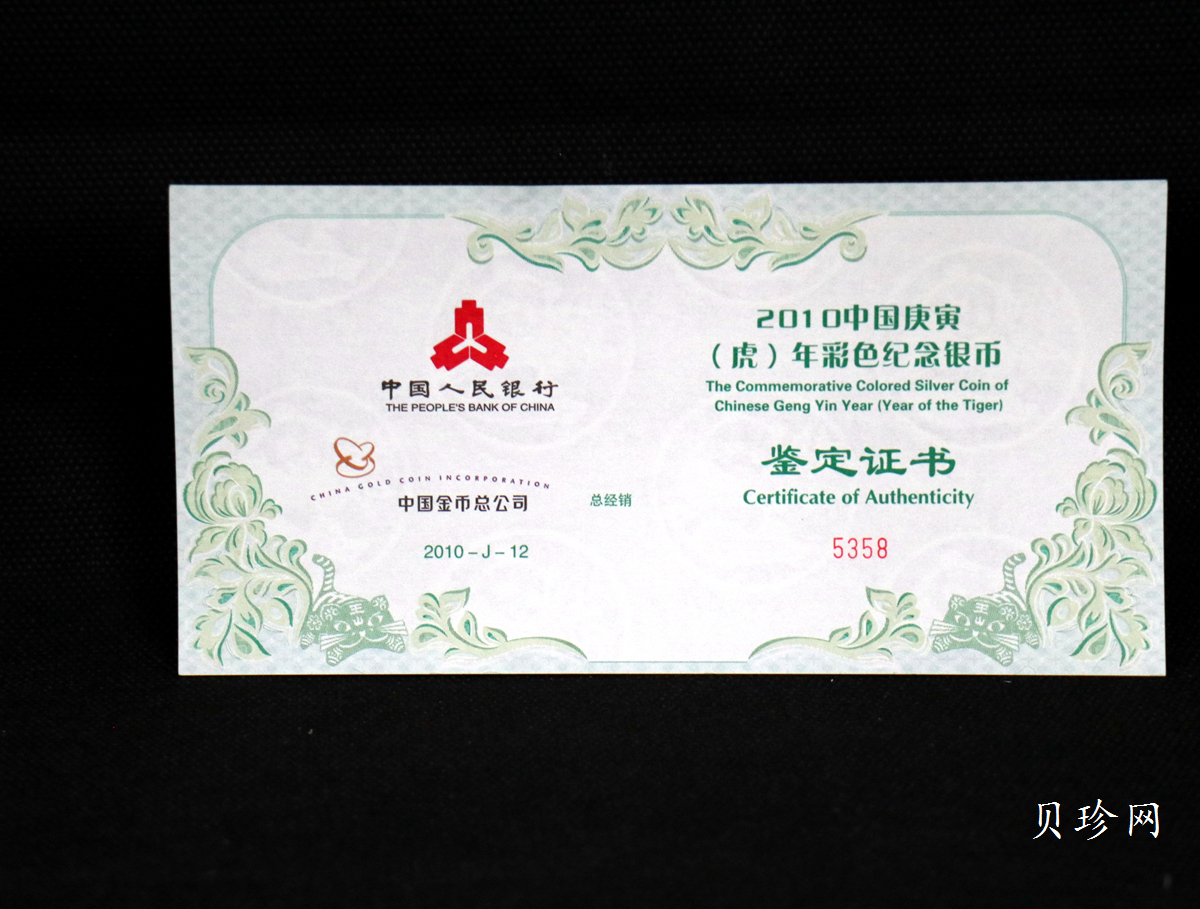 中国人民银行
THE PEOPLE'S BANK OF CHINA
CHINA GOLD COIN INCORPORATION
中国金币总公司
总经销
2010－J－12
2010中国庚寅
（虎）年彩色纪念银币
The Commemorative Colored Silver Coin of
Chinese Geng Yin Year (Year of the Tiger)
鉴定证书
Certificate of Authenticity
5358
王
王
贝珍网